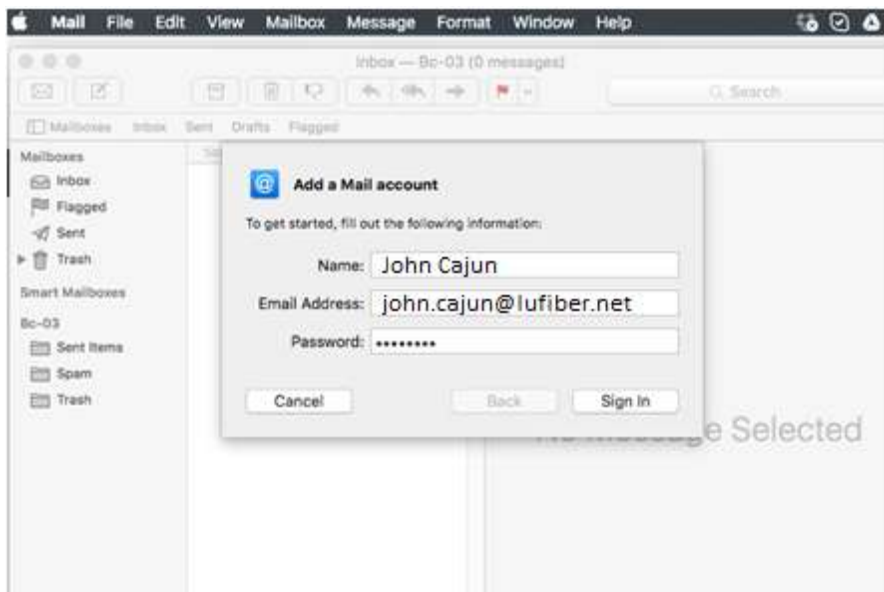 Mail File Edit View Mailbox Message Format Window Help
Inbox — Bc-03 (0 messages)
Search
Mailboxes Inbox Sent Drafts Flagged
Mailboxes
Inbox
Flagged
Sent
Trash
Smart Mailboxes
Bc-03
Sent Items
Spam
Trash
Add a Mail account
To get started, fill out the following information:
Name: John Cajun
Email Address: john.cajun@lufiber.net
Password: ••••••••
Cancel Back Sign In
No Message Selected